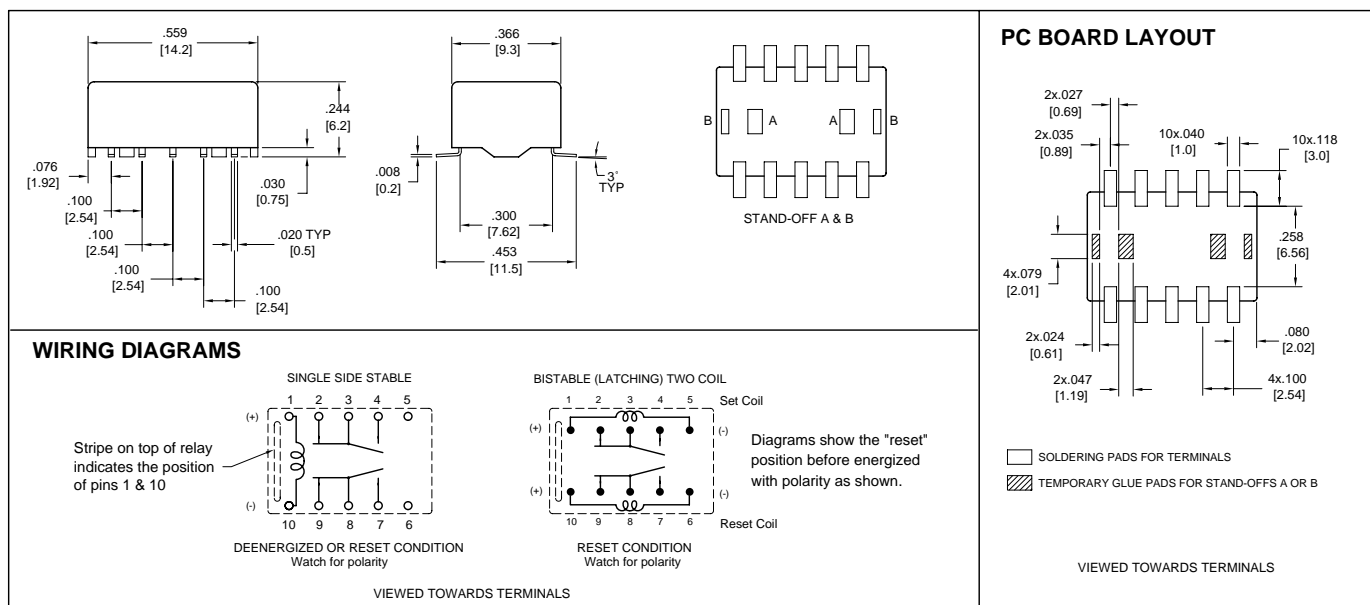 .559
[14.2]
.244
[6.2]
.076
[1.92]
.030
[0.75]
.100
[2.54]
.100
[2.54]
.020 TYP
[0.5]
.100
[2.54]
.100
[2.54]
.366
[9.3]
.008
[0.2]
3° TYP
.300
[7.62]
.453
[11.5]
B A A B
STAND-OFF A & B
PC BOARD LAYOUT
2x.027
[0.69]
2x.035
[0.89]
10x.040
[1.0]
10x.118
[3.0]
.258
[6.56]
4x.079
[2.01]
2x.024
[0.61]
.080
[2.02]
2x.047
[1.19]
4x.100
[2.54]
SOLDERING PADS FOR TERMINALS
TEMPORARY GLUE PADS FOR STAND-OFFS A OR B
VIEWED TOWARDS TERMINALS
WIRING DIAGRAMS
SINGLE SIDE STABLE
1 2 3 4 5
(+)
Stripe on top of relay
indicates the position
of pins 1 & 10
(-)
10 9 8 7 6
DEENERGIZED OR RESET CONDITION
Watch for polarity
BISTABLE (LATCHING) TWO COIL
1 2 3 4 5 Set Coil
(+) (-)
Diagrams show the "reset"
position before energized
with polarity as shown.
(+) (-)
10 9 8 7 6 Reset Coil
RESET CONDITION
Watch for polarity
VIEWED TOWARDS TERMINALS